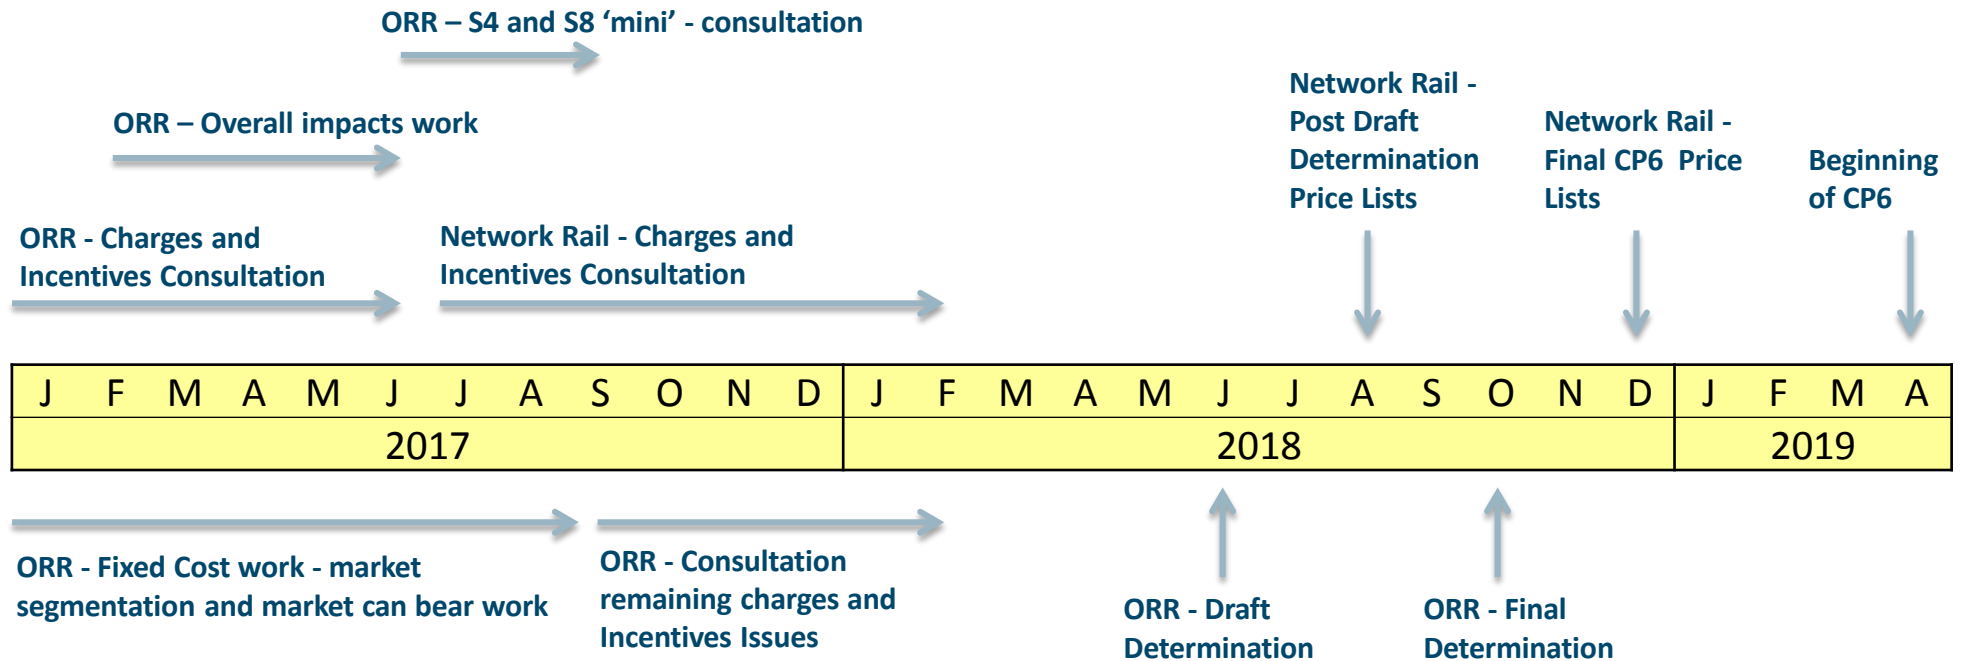 ORR – S4 and S8 ‘mini’ - consultation
ORR – Overall impacts work
ORR - Charges and
Incentives Consultation
Network Rail - Charges and
Incentives Consultation
Network Rail -
Post Draft
Determination
Price Lists
Network Rail -
Final CP6 Price
Lists
Beginning
of CP6
J F M A M J J A S O N D J F M A M J J A S O N D J F M A
2017 2018 2019
ORR - Fixed Cost work - market
segmentation and market can bear work
ORR - Consultation
remaining charges and
Incentives Issues
ORR - Draft
Determination
ORR - Final
Determination